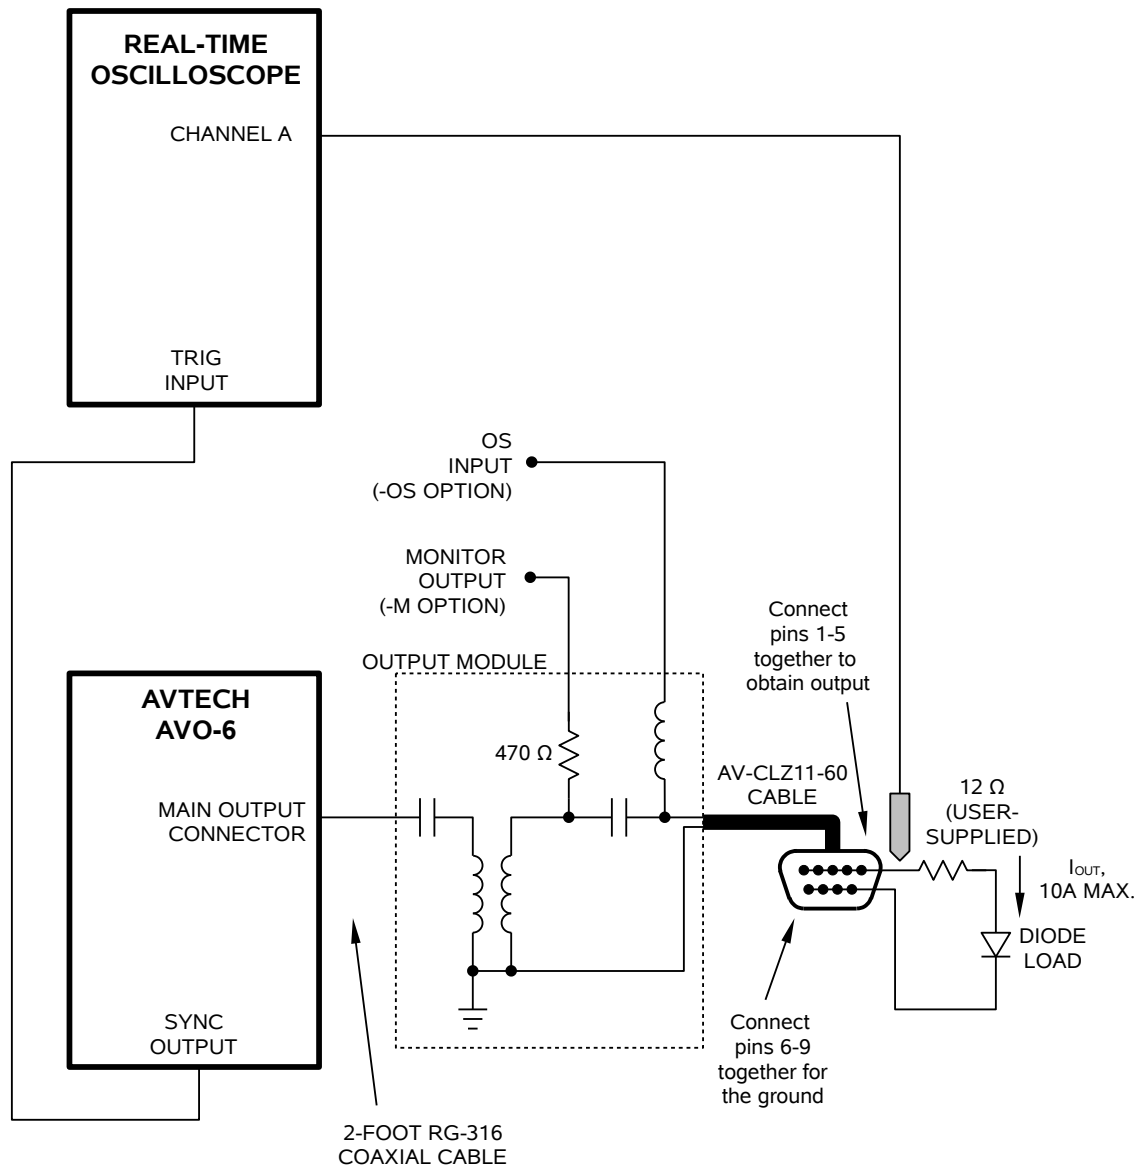 REAL-TIME
OSCILLOSCOPE
CHANNEL A
TRIG
INPUT
OS
INPUT
(-OS OPTION)
MONITOR
OUTPUT
(-M OPTION)
Connect
pins 1-5
together to
obtain output
OUTPUT MODULE
AVTECH
AVO-6
470 Ω
AV-CLZ11-60
CABLE
12 Ω
(USER-
SUPPLIED)
MAIN OUTPUT
CONNECTOR
IOUT,
10A MAX.
DIODE
LOAD
SYNC
OUTPUT
Connect
pins 6-9
together for
the ground
2-FOOT RG-316
COAXIAL CABLE